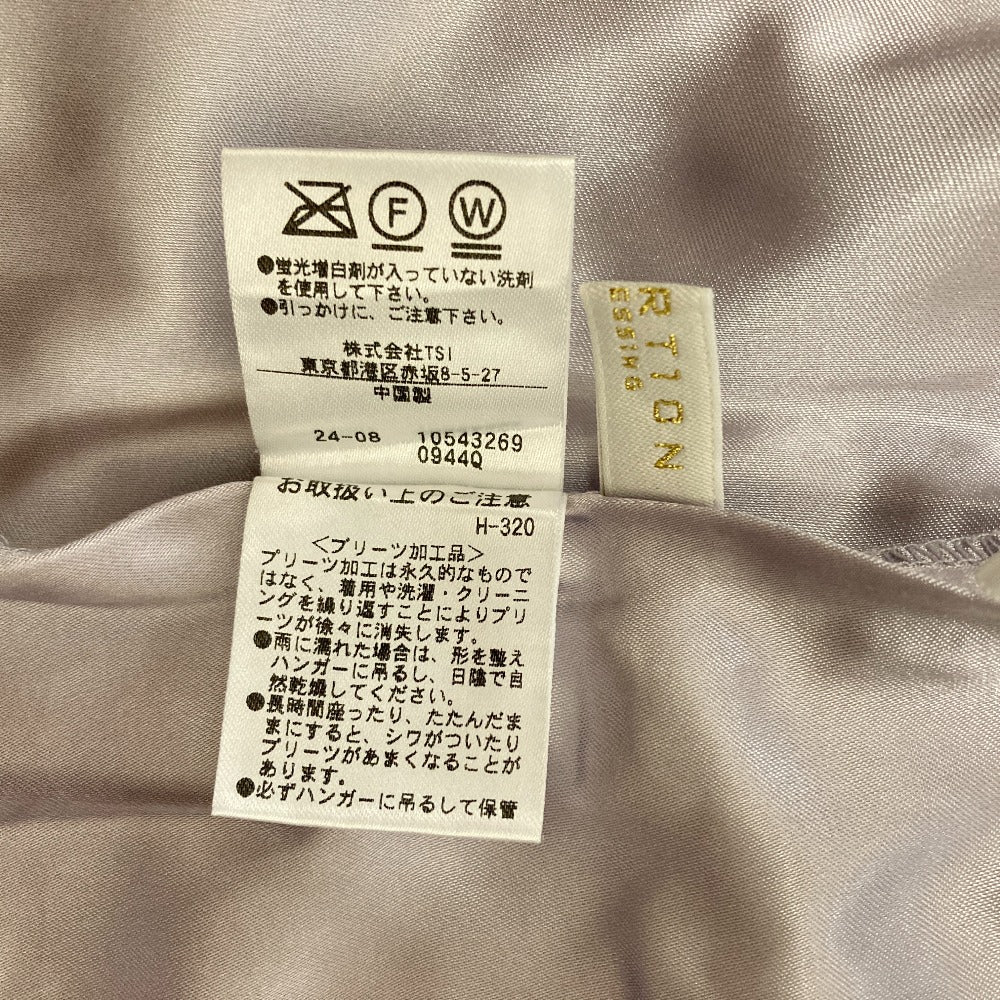 F
W
●蛍光増白剤が入っていない洗剤
を使用して下さい。
●引っかけに、ご注意下さい。
株式会社TSI
東京都港区赤坂8-5-27
中国製
24-08 10543269
0944Q
お取扱い上のご注意
H-320
＜プリーツ加工品＞
プリーツ加工は永久的なもので
はなく、着用や洗濯・クリーニ
ングを繰り返すことによりプリ
ーツが徐々に消失します。
●雨に濡れた場合は、形を整え
ハンガーに吊るし、日陰で自
然乾燥してください。
●長時間座ったり、たたんだま
まにすると、シワがついたり
プリーツがあまくなることが
あります。
●必ずハンガーに吊るして保管
RTION
SSING